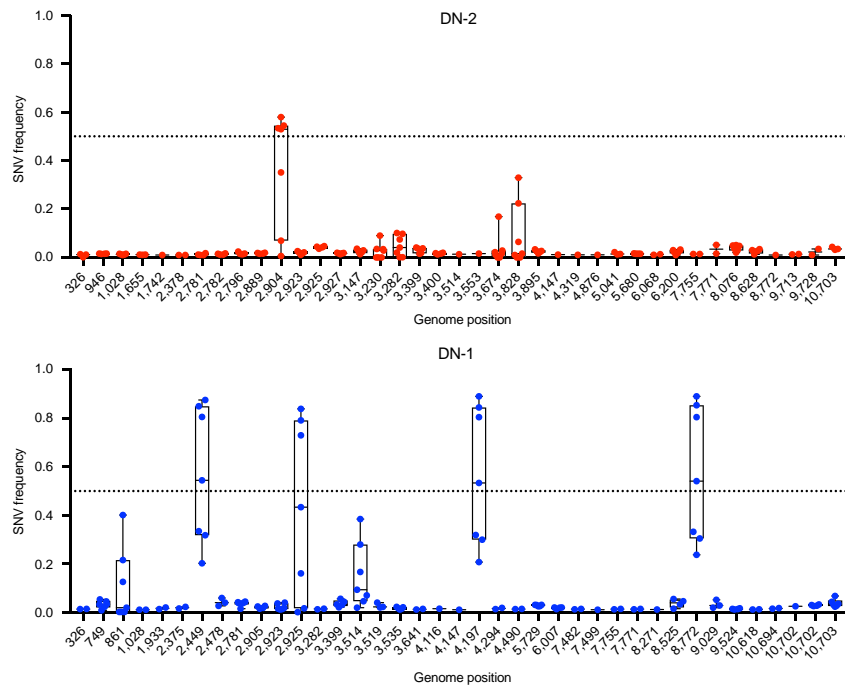 DN-2
1.0
0.8
0.6
0.4
0.2
0.0
SNV frequency
326 946 1,028 1,655 1,742 2,378 2,781 2,782 2,796 2,889 2,904 2,923 2,925 2,927 3,147 3,230 3,282 3,399 3,400 3,514 3,553 3,674 3,828 3,895 4,147 4,319 4,876 5,041 5,680 6,068 6,200 7,755 7,771 8,076 8,628 8,772 9,713 9,728 10,703
Genome position
DN-1
1.0
0.8
0.6
0.4
0.2
0.0
SNV frequency
326 749 861 1,028 1,933 2,375 2,449 2,478 2,781 2,905 2,923 2,925 3,282 3,399 3,514 3,519 3,535 3,641 4,116 4,147 4,197 4,294 4,490 5,729 6,007 7,482 7,499 7,755 7,771 8,271 8,525 8,772 9,029 9,524 10,618 10,694 10,702 10,702 10,703
Genome position